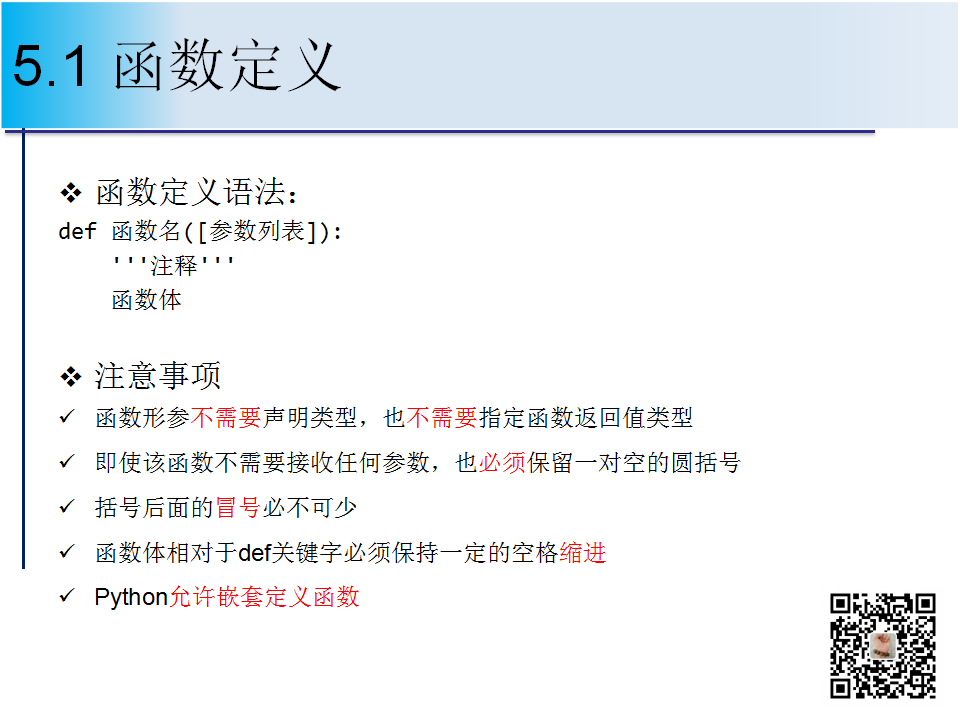 5.1 函数定义
函数定义语法：
def 函数名([参数列表]):
    '''注释'''
    函数体
注意事项
函数形参不需要声明类型，也不需要指定函数返回值类型
即使该函数不需要接收任何参数，也必须保留一对空的圆括号
括号后面的冒号必不可少
函数体相对于def关键字必须保持一定的空格缩进
Python允许嵌套定义函数